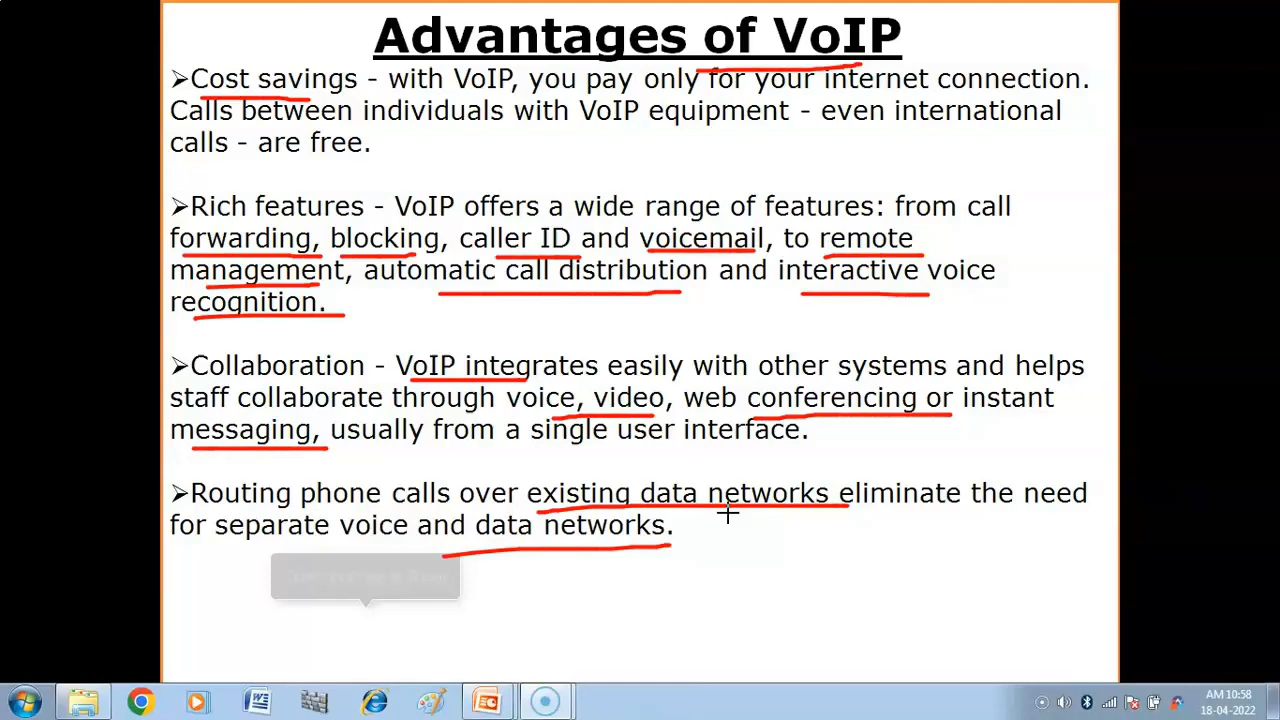 Advantages of VoIP
➢Cost savings - with VoIP, you pay only for your internet connection.
Calls between individuals with VoIP equipment - even international
calls - are free.
➢Rich features - VoIP offers a wide range of features: from call
forwarding, blocking, caller ID and voicemail, to remote
management, automatic call distribution and interactive voice
recognition.
➢Collaboration - VoIP integrates easily with other systems and helps
staff collaborate through voice, video, web conferencing or instant
messaging, usually from a single user interface.
➢Routing phone calls over existing data networks eliminate the need
for separate voice and data networks.
AM 10:58
18-04-2022